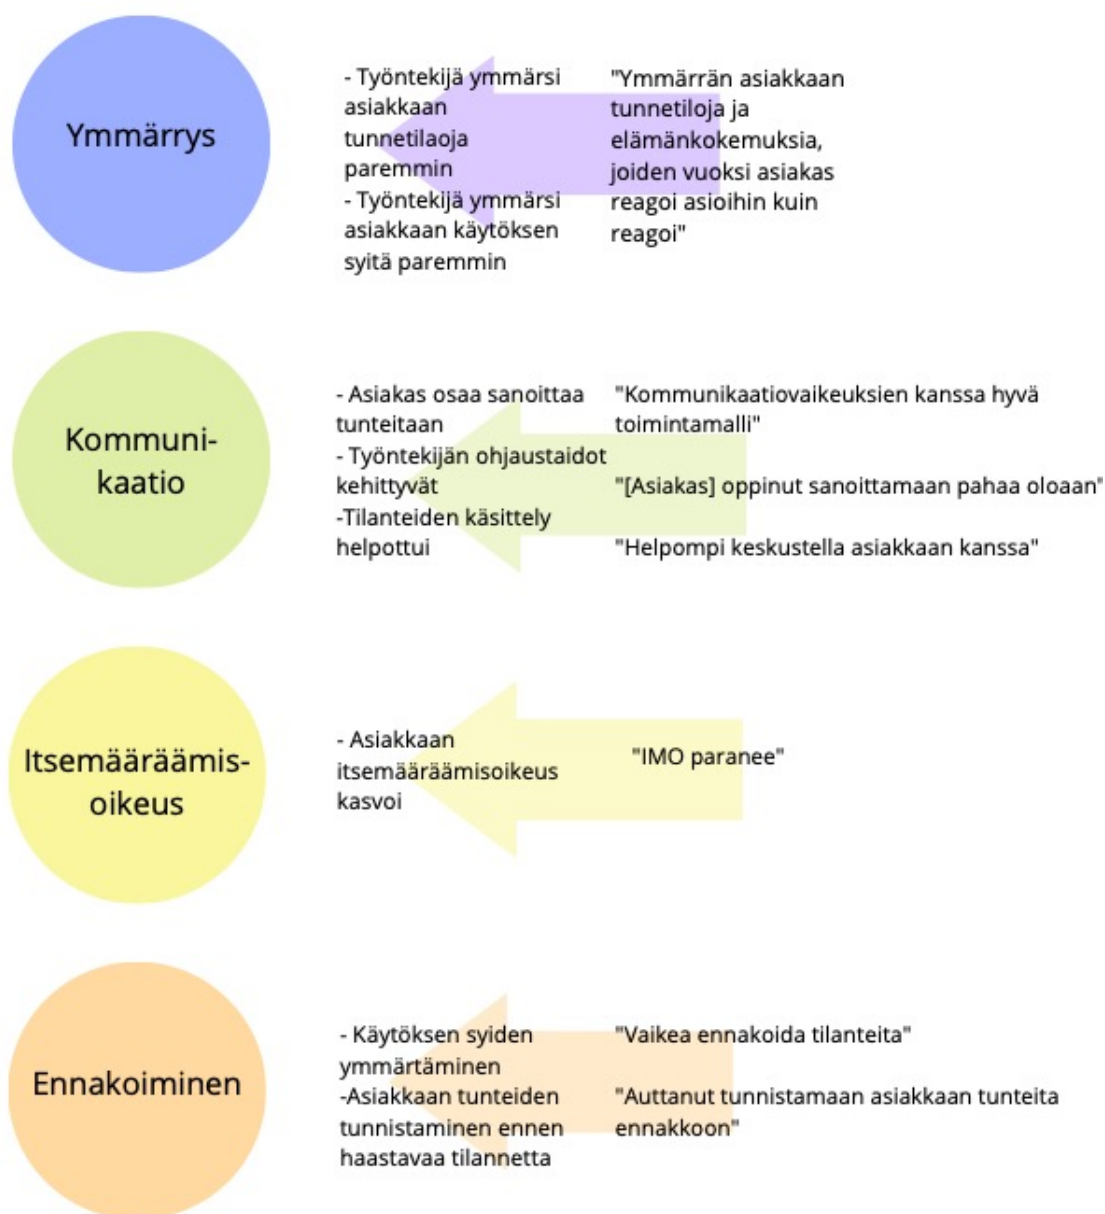 Ymmärrys
- Työntekijä ymmärsi
asiakkaan
tunnetilaoja
paremmin
- Työntekijä ymmärsi
asiakkaan käytöksen
syitä paremmin
"Ymmärrän asiakkaan
tunnetiloja ja
elämänkokemuksia,
joiden vuoksi asiakas
reagoi asioihin kuin
reagoi"
Kommuni-
kaatio
- Asiakas osaa sanoittaa
tunteitaan
- Työntekijän ohjaustaidot
kehittyvät
-Tilanteiden käsittely
helpottui
"Kommunikaatiovaikeuksien kanssa hyvä
toimintamalli"
"[Asiakas] oppinut sanoittamaan pahaa oloaan"
"Helpompi keskustella asiakkaan kanssa"
Itsemääräämis-
oikeus
- Asiakkaan
itsemääräämisoikeus
kasvoi
"IMO paranee"
Ennakoiminen
- Käytöksen syiden
ymmärtäminen
-Asiakkaan tunteiden
tunnistaminen ennen
haastavaa tilannetta
"Vaikea ennakoida tilanteita"
"Auttanut tunnistamaan asiakkaan tunteita
ennakkoon"